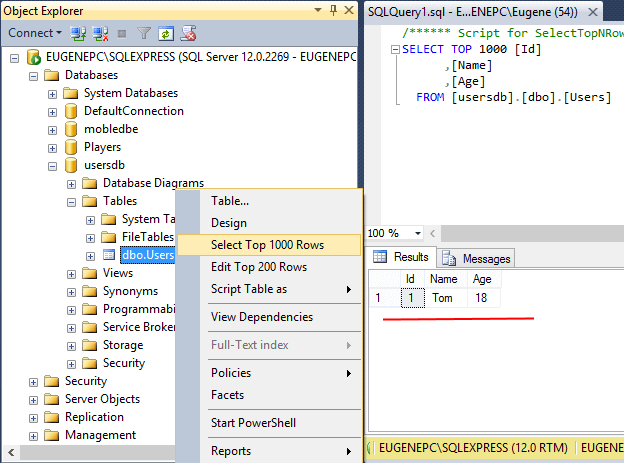 Object Explorer
Connect
EUGENEPC\SQLEXPRESS (SQL Server 12.0.2269 - EUGENEPC
Databases
System Databases
DefaultConnection
mobledbe
Players
usersdb
Database Diagrams
Tables
System Ta
FileTables
dbo.Users
Views
Synonyms
Programmabi
Service Broker
Storage
Security
Security
Server Objects
Replication
Management
Table...
Design
Select Top 1000 Rows
Edit Top 200 Rows
Script Table as
View Dependencies
Full-Text index
Policies
Facets
Start PowerShell
Reports
SQLQuery1.sql - E...ENEPC\Eugene (54))
/****** Script for SelectTopNRow
SELECT TOP 1000 [Id]
,[Name]
,[Age]
FROM [usersdb].[dbo].[Users]
100 %
Results Messages
Id Name Age
1 1 Tom 18
EUGENEPC\SQLEXPRESS (12.0 RTM) EUGENE